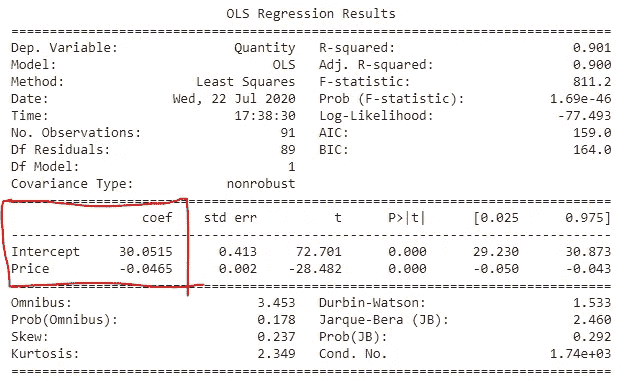 OLS Regression Results
==============================================================================
Dep. Variable: Quantity R-squared: 0.901
Model: OLS Adj. R-squared: 0.900
Method: Least Squares F-statistic: 811.2
Date: Wed, 22 Jul 2020 Prob (F-statistic): 1.69e-46
Time: 17:38:30 Log-Likelihood: -77.493
No. Observations: 91 AIC: 159.0
Df Residuals: 89 BIC: 164.0
Df Model: 1
Covariance Type: nonrobust
==============================================================================
coef std err t P>|t| [0.025 0.975]
------------------------------------------------------------------------------
Intercept 30.0515 0.413 72.701 0.000 29.230 30.873
Price -0.0465 0.002 -28.482 0.000 -0.050 -0.043
==============================================================================
Omnibus: 3.453 Durbin-Watson: 1.533
Prob(Omnibus): 0.178 Jarque-Bera (JB): 2.460
Skew: 0.237 Prob(JB): 0.292
Kurtosis: 2.349 Cond. No. 1.74e+03
==============================================================================